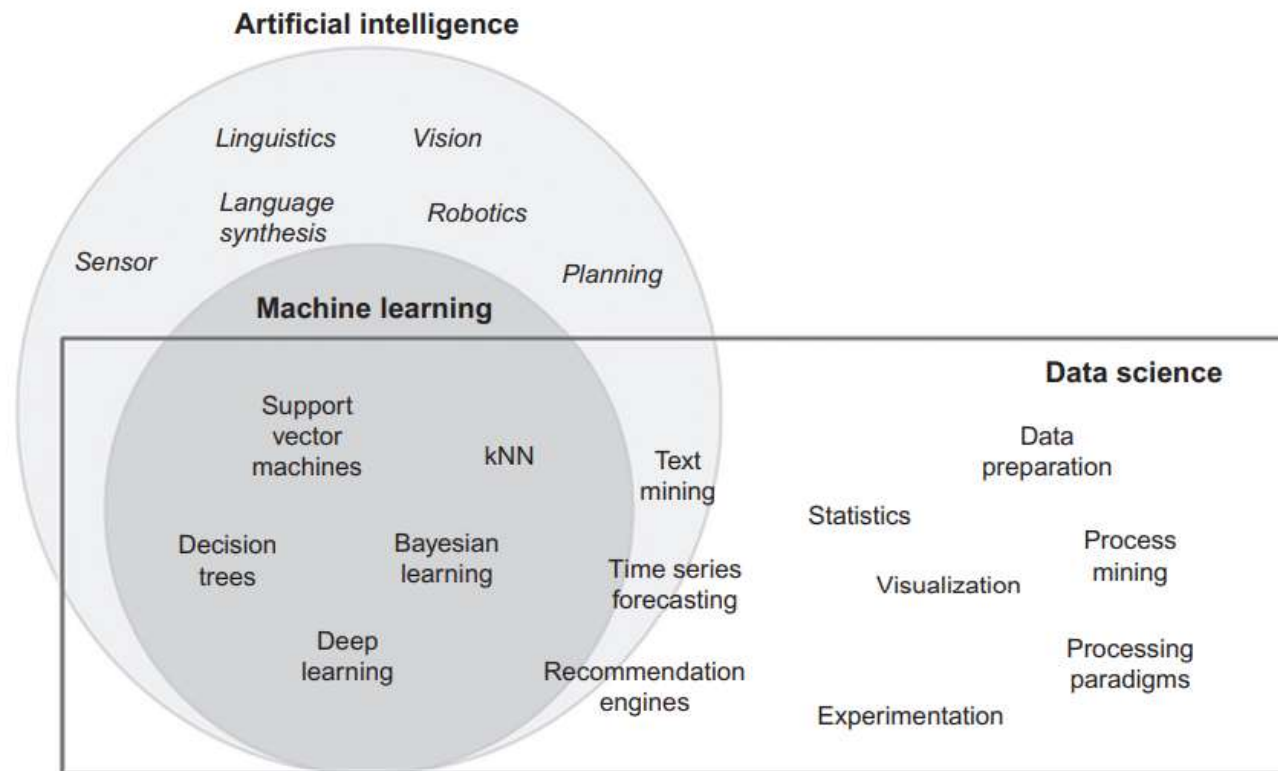 Artificial intelligence
Linguistics
Vision
Language
synthesis
Robotics
Sensor
Planning
Machine learning
Data science
Support
vector
machines
kNN
Text
mining
Data
preparation
Statistics
Decision
trees
Bayesian
learning
Time series
forecasting
Visualization
Process
mining
Deep
learning
Recommendation
engines
Processing
paradigms
Experimentation